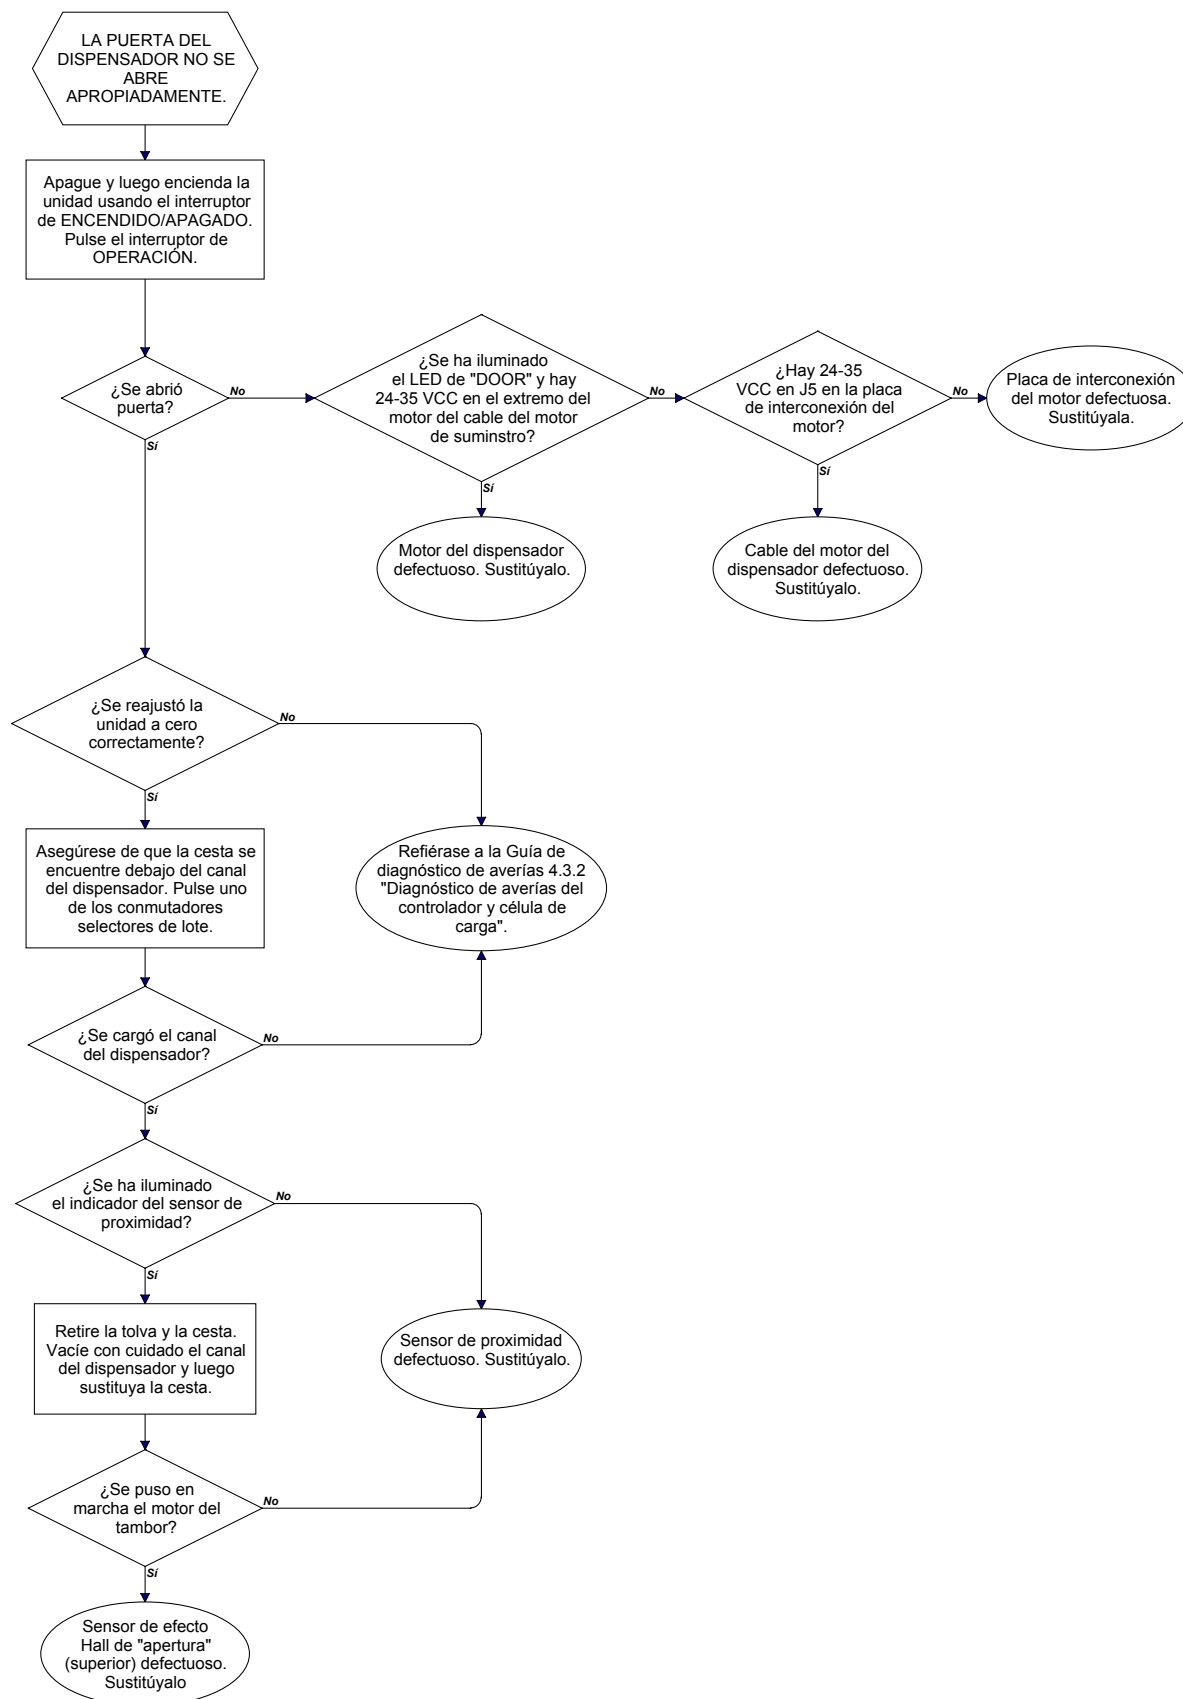 LA PUERTA DEL
DISPENSADOR NO SE
ABRE
APROPIADAMENTE.
Apague y luego encienda la
unidad usando el interruptor
de ENCENDIDO/APAGADO.
Pulse el interruptor de
OPERACIÓN.
¿Se abrió
puerta?
No
Sí
¿Se ha iluminado
el LED de "DOOR" y hay
24-35 VCC en el extremo del
motor del cable del motor
de suminstro?
No
Sí
¿Hay 24-35
VCC en J5 en la placa
de interconexión del
motor?
No
Sí
Placa de interconexión
del motor defectuosa.
Sustitúyala.
Motor del dispensador
defectuoso. Sustitúyalo.
Cable del motor del
dispensador defectuoso.
Sustitúyalo.
¿Se reajustó la
unidad a cero
correctamente?
No
Sí
Asegúrese de que la cesta se
encuentre debajo del canal
del dispensador. Pulse uno
de los conmutadores
selectores de lote.
Refiérase a la Guía de
diagnóstico de averías 4.3.2
"Diagnóstico de averías del
controlador y célula de
carga".
¿Se cargó el canal
del dispensador?
No
Sí
¿Se ha iluminado
el indicador del sensor de
proximidad?
No
Sí
Retire la tolva y la cesta.
Vacíe con cuidado el canal
del dispensador y luego
sustituya la cesta.
Sensor de proximidad
defectuoso. Sustitúyalo.
¿Se puso en
marcha el motor del
tambor?
No
Sí
Sensor de efecto
Hall de "apertura"
(superior) defectuoso.
Sustitúyalo